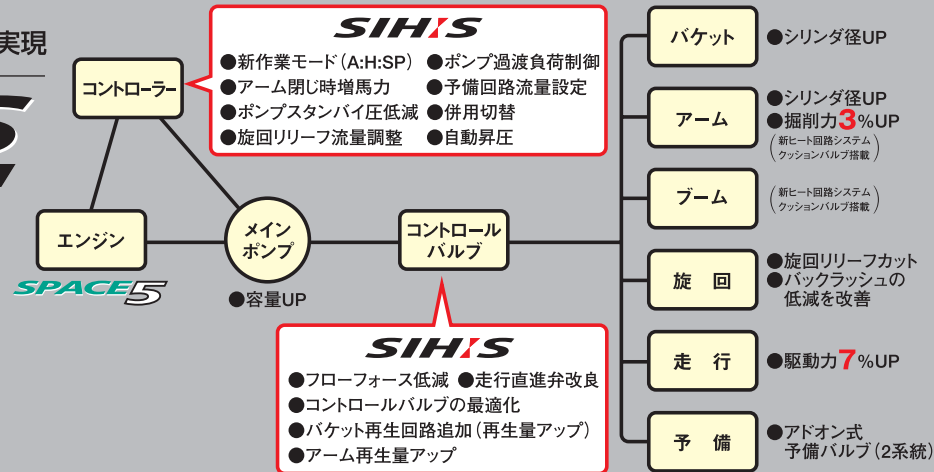 実現
S
コントローラー
SIH:S
●新作業モード（A:H:SP）
●アーム閉じ時増馬力
●ポンプスタンバイ圧低減
●旋回リリーフ流量調整
●ポンプ過渡負荷制御
●予備回路流量設定
●併用切替
●自動昇圧
エンジン
SPACE5
メイン
ポンプ
●容量UP
コントロール
バルブ
SIH:S
●フローフォース低減 ●走行直進弁改良
●コントロールバルブの最適化
●バケット再生回路追加（再生量アップ）
●アーム再生量アップ
バケット
●シリンダ径UP
アーム
●シリンダ径UP
●掘削力3%UP
（新ヒート回路システム
クッションバルブ搭載）
ブーム
（新ヒート回路システム
クッションバルブ搭載）
旋 回
●旋回リリーフカット
●バックラッシュの
低減を改善
走 行
●駆動力7%UP
予 備
●アドオン式
予備バルブ（2系統）